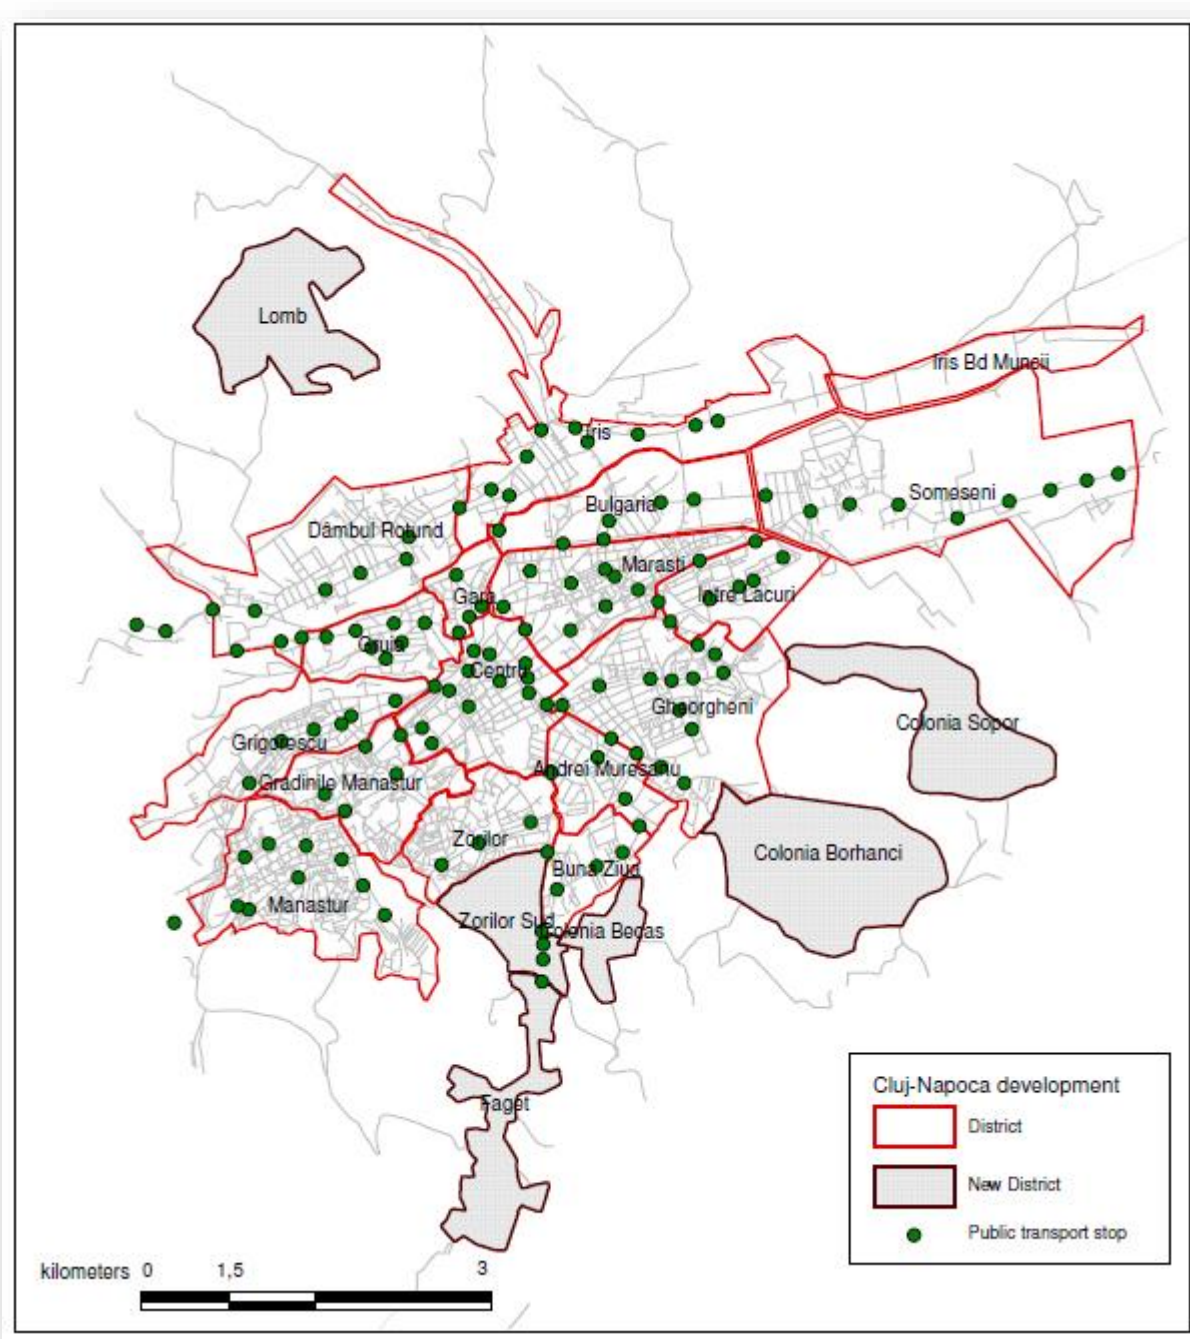 Lomb
Iris Bd Muncii
Iris
Someseni
Bulgaria
Dâmbul Rotund
Marasti
Gara
Intre Lacuri
Gruia
Centru
Gheorgheni
Colonia Sopor
Grigorescu
Andrei Muresanu
Gradinile Manastur
Zorilor
Colonia Borhanci
Buna Ziua
Manastur
Zorilor Sud
Colonia Becas
Faget
Cluj-Napoca development
District
New District
Public transport stop
kilometers 0 1,5 3